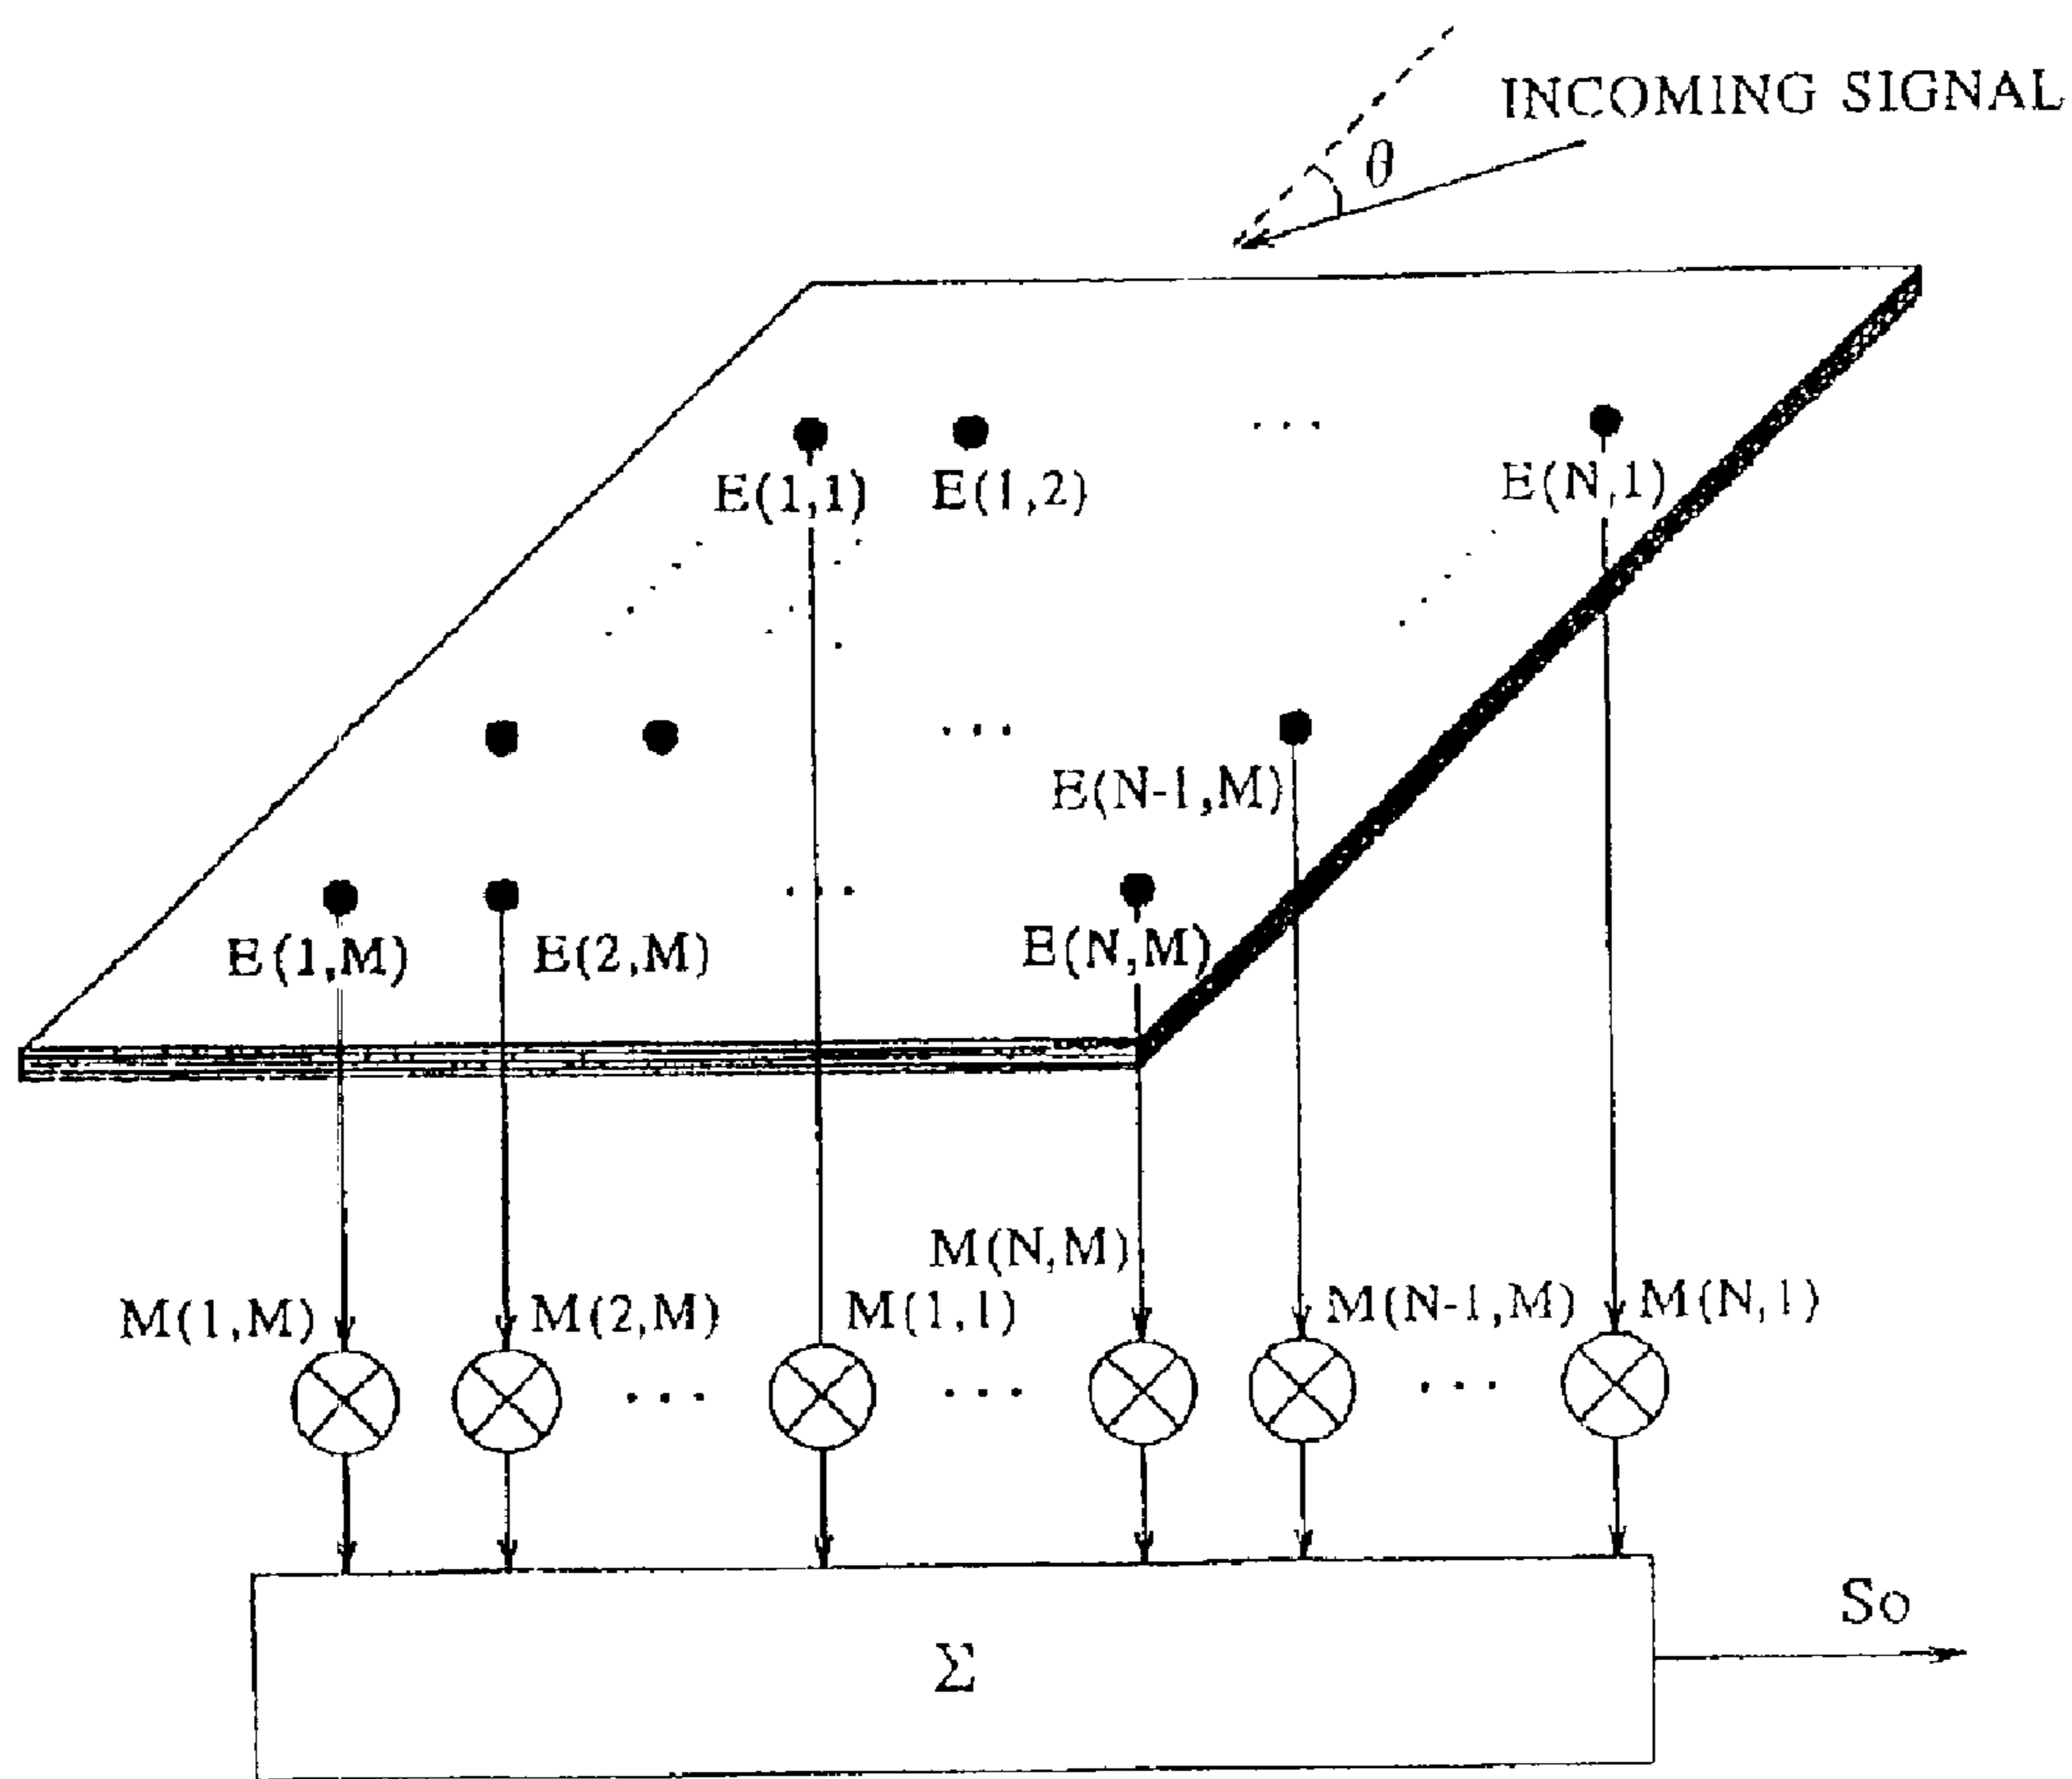 INCOMING SIGNAL
θ
...
E(1,1) E(1,2) E(N,1)
...
E(N-1,M)
...
E(1,M) E(2,M) E(N,M)
M(N,M)
M(1,M) M(2,M) M(1,1) M(N-1,M) M(N,1)
... ... ...
So
Σ